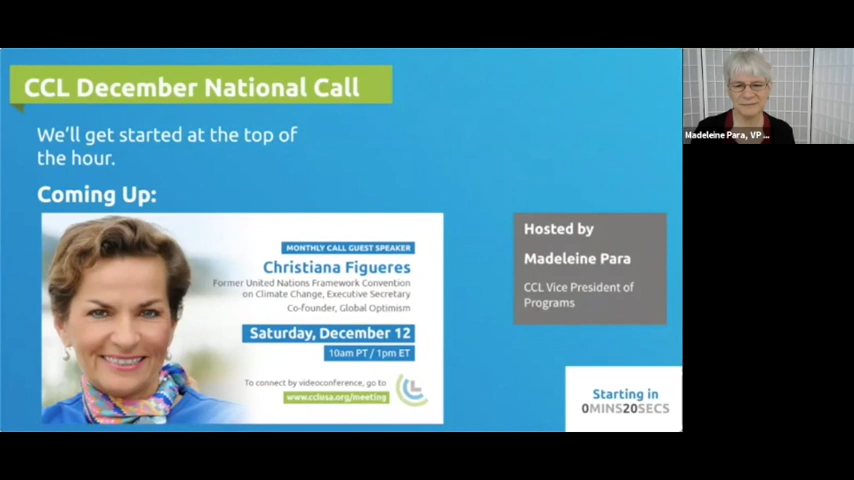 CCL December National Call
We'll get started at the top of
the hour.
Coming Up:
MONTHLY CALL GUEST SPEAKER
Christiana Figueres
Former United Nations Framework Convention
on Climate Change, Executive Secretary
Co-founder, Global Optimism
Saturday, December 12
10am PT / 1pm ET
To connect by videoconference, go to
www.cclusa.org/meeting
Hosted by
Madeleine Para
CCL Vice President of
Programs
Starting in
0MINS20SECS
Madeleine Para, VP ...